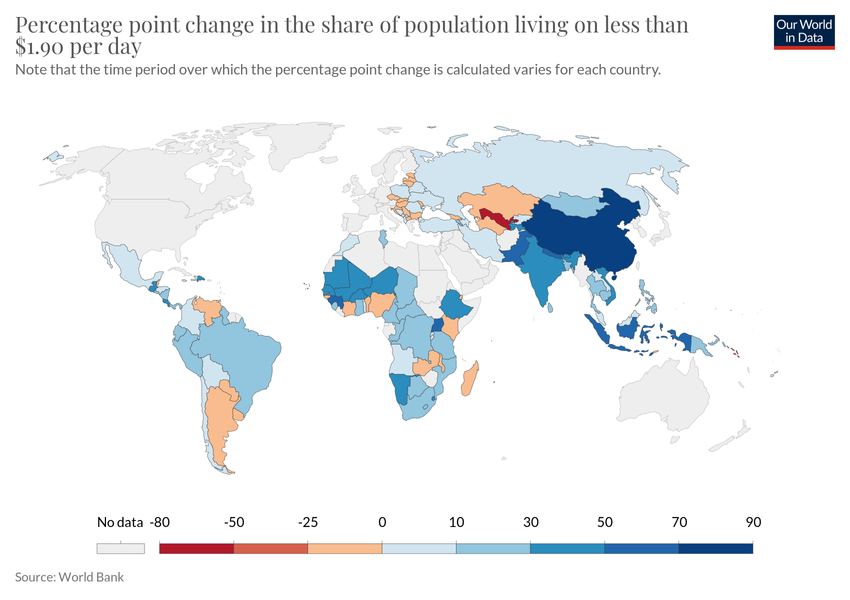 Percentage point change in the share of population living on less than
$1.90 per day
Our World
in Data
Note that the time period over which the percentage point change is calculated varies for each country.
No data -80 -50 -25 0 10 30 50 70 90
Source: World Bank